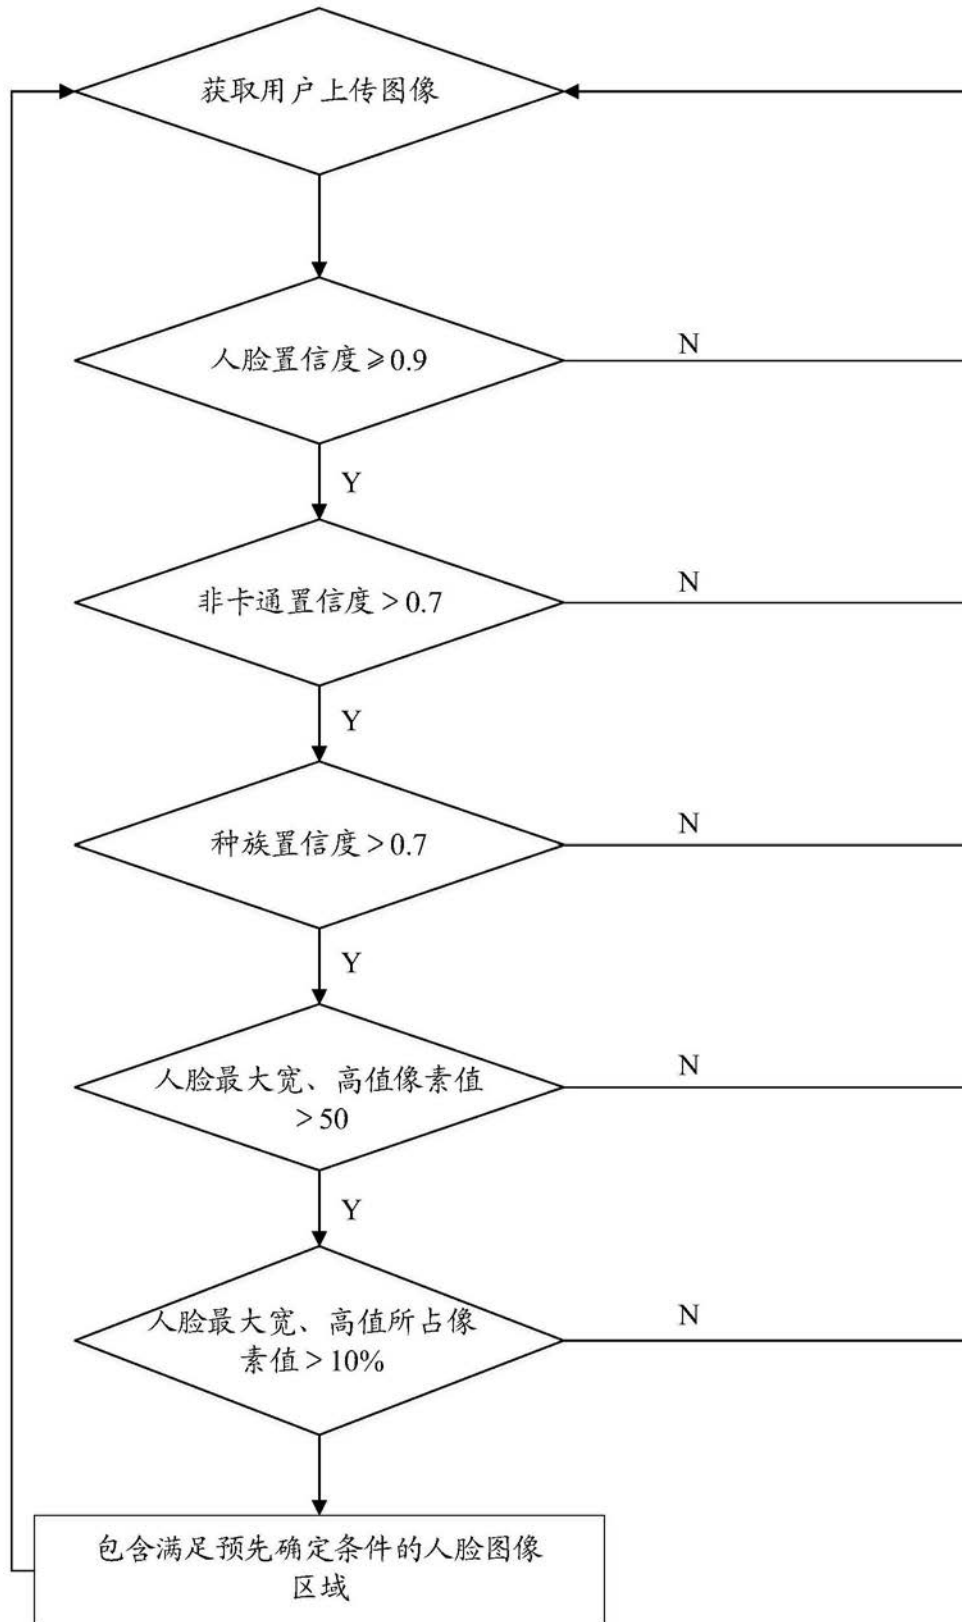 获取用户上传图像
人脸置信度≥0.9
N
Y
非卡通置信度>0.7
N
Y
种族置信度>0.7
N
Y
人脸最大宽、高值像素值
>50
N
Y
人脸最大宽、高值所占像
素值>10%
N
包含满足预先确定条件的人脸图像
区域